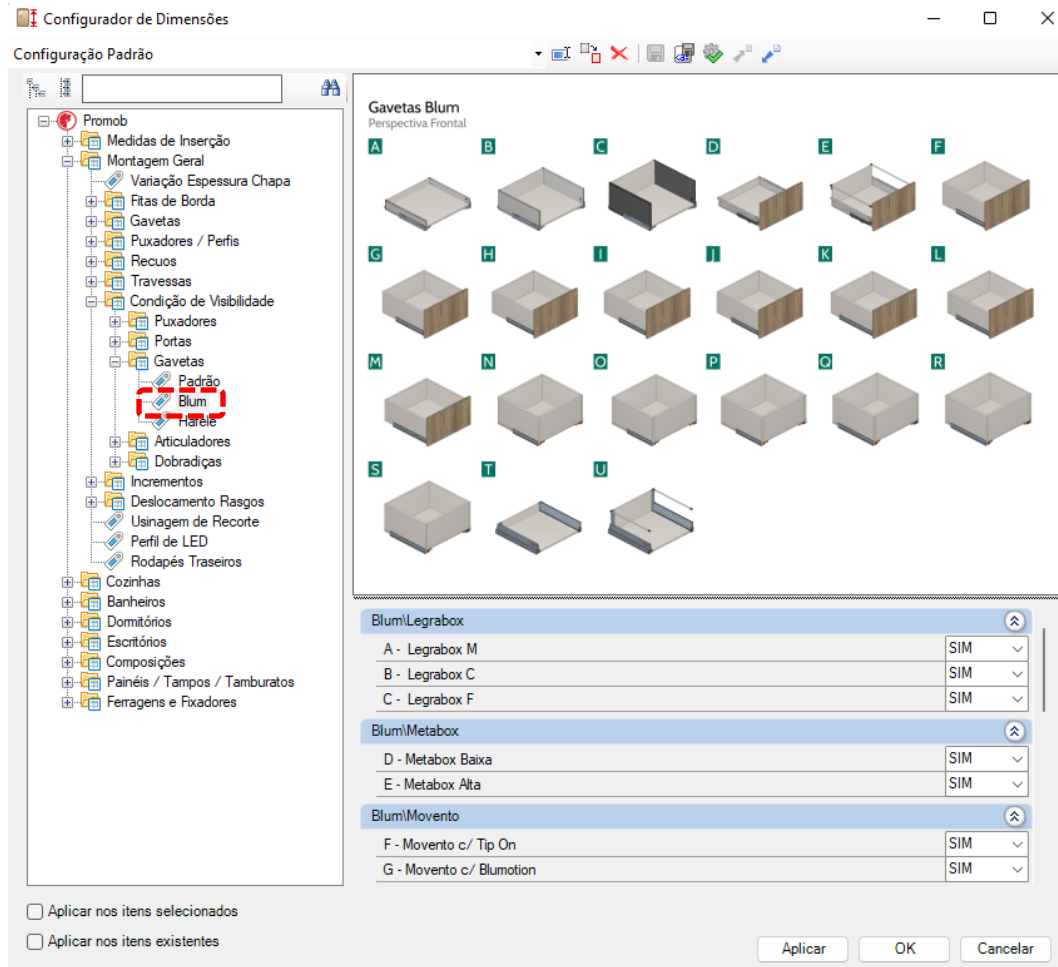 Configurador de Dimensões
Configuração Padrão
Promob
Medidas de Inserção
Montagem Geral
Variação Espessura Chapa
Fitas de Borda
Gavetas
Puxadores / Perfis
Recuos
Travessas
Condição de Visibilidade
Puxadores
Portas
Gavetas
Padrão
Blum
Hafele
Articuladores
Dobradiças
Incrementos
Deslocamento Rasgos
Usinagem de Recorte
Perfil de LED
Rodapés Traseiros
Cozinhas
Banheiros
Dormitórios
Escritórios
Composições
Painéis / Tampos / Tamburatos
Ferragens e Fixadores
Gavetas Blum
Perspectiva Frontal
A B C D E F
G H I J K L
M N O P Q R
S T U
Blum\Legrabox
A - Legrabox M SIM
B - Legrabox C SIM
C - Legrabox F SIM
Blum\Metabox
D - Metabox Baixa SIM
E - Metabox Alta SIM
Blum\Movento
F - Movento c/ Tip On SIM
G - Movento c/ Blumotion SIM
Aplicar nos itens selecionados
Aplicar nos itens existentes
Aplicar OK Cancelar